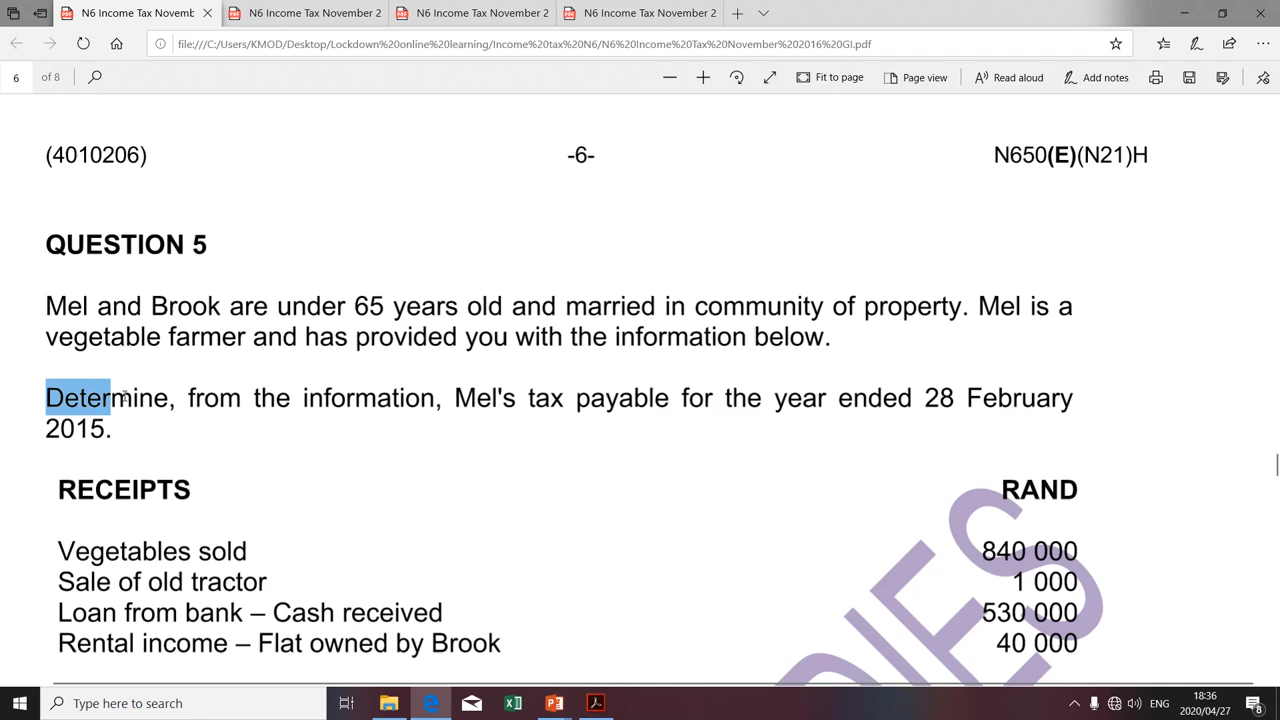 N6 Income Tax Novemb
N6 Income Tax November 2
N6 Income Tax November 2
N6 Income Tax November 2
file:///C:/Users/KMOD/Desktop/Lockdown%20online%20learning/Income%20tax%20N6/N6%20Income%20Tax%20November%202016%20GI.pdf
6 of 8
Fit to page
Page view
Read aloud
Add notes
(4010206) -6- N650(E)(N21)H
QUESTION 5
Mel and Brook are under 65 years old and married in community of property. Mel is a
vegetable farmer and has provided you with the information below.
Determine, from the information, Mel's tax payable for the year ended 28 February
2015.
RECEIPTS RAND
Vegetables sold 840 000
Sale of old tractor 1 000
Loan from bank – Cash received 530 000
Rental income – Flat owned by Brook 40 000
DIES
Type here to search
ENG
18:36
2020/04/27
8